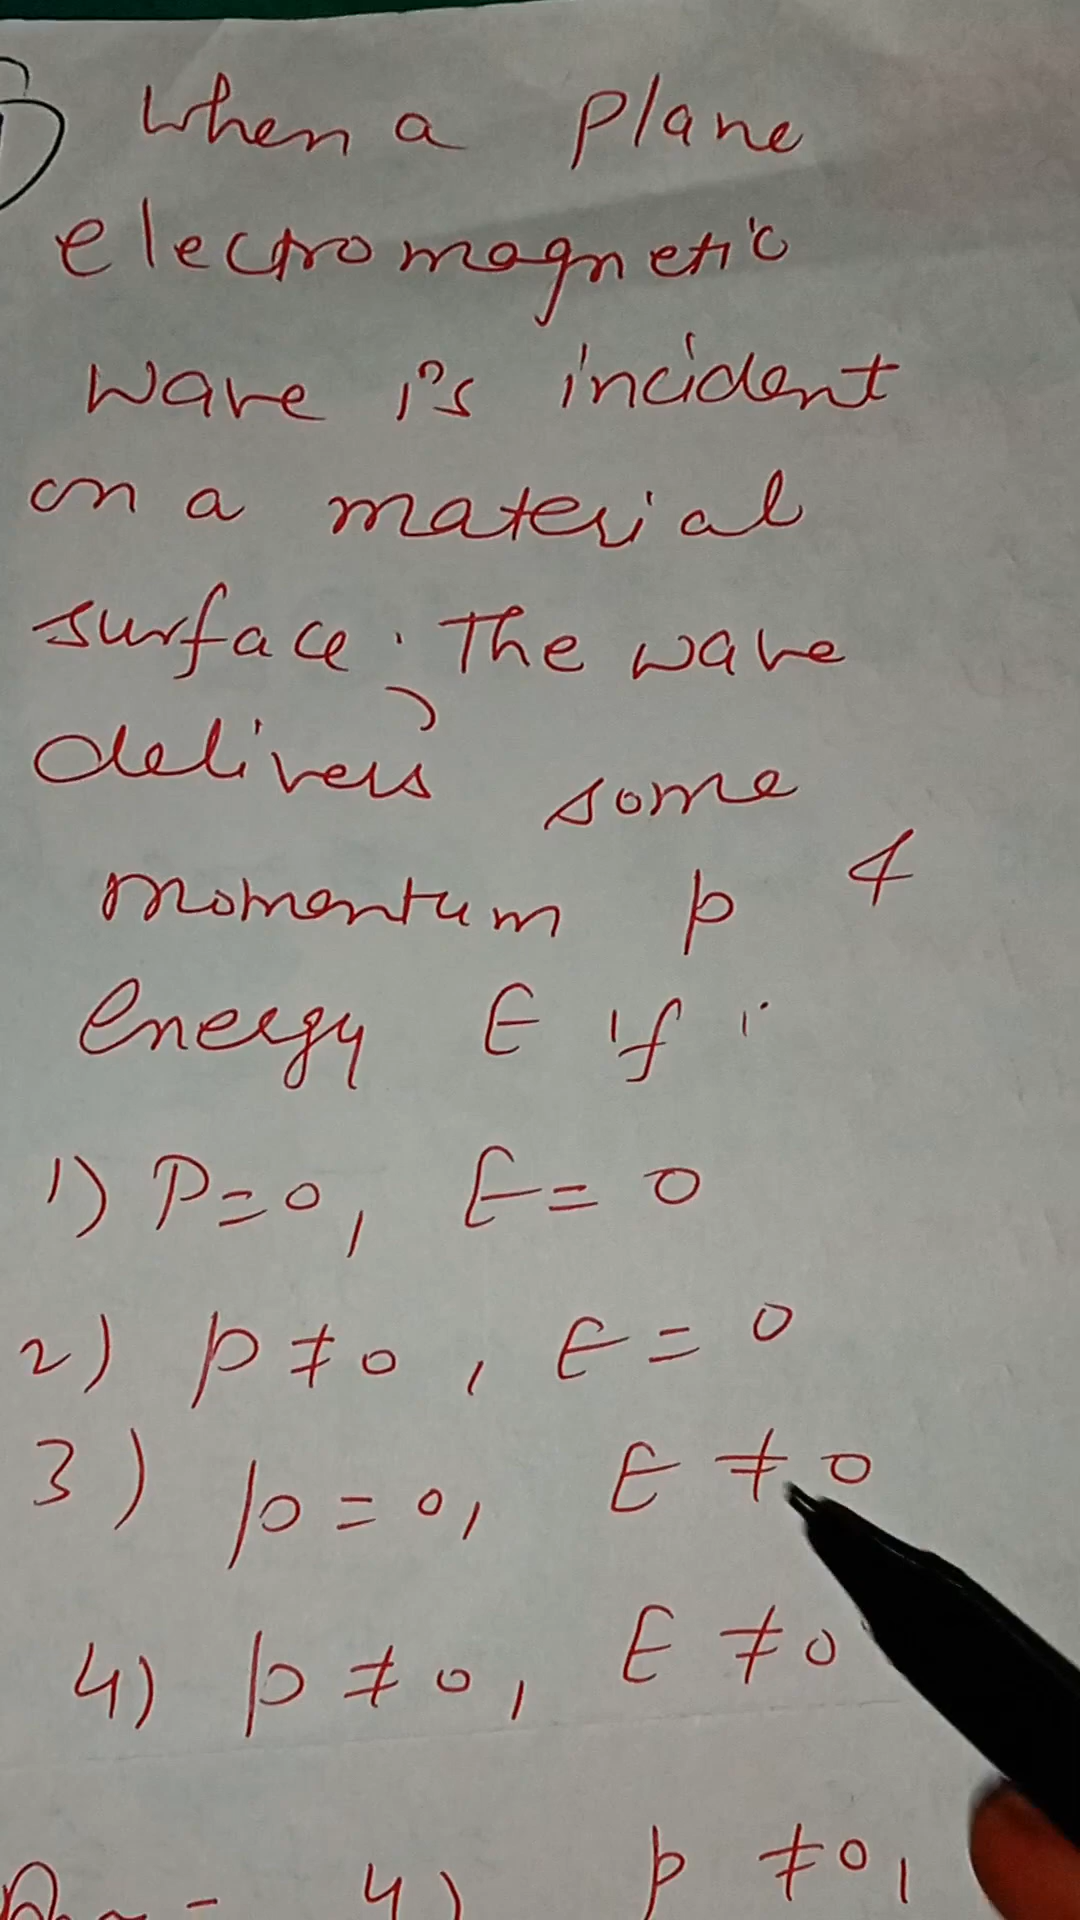 When a plane
electromagnetic
wave is incident
on a material
surface. The wave
delivers some
momentum p &
energy E if :
1) P=0, E=0
2) p≠0, E=0
3) p=0, E≠0
4) p≠0, E≠0
4) p≠0,